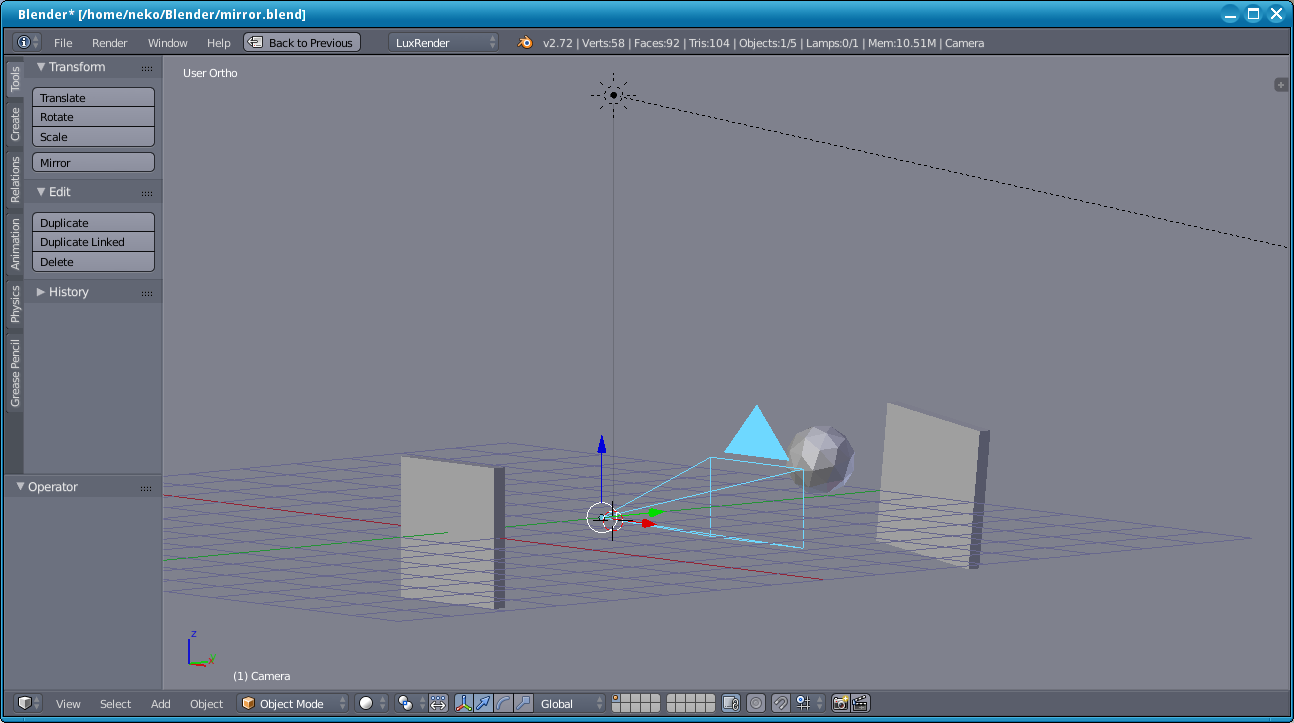 Blender* [/home/neko/Blender/mirror.blend]
File Render Window Help Back to Previous LuxRender v2.72 | Verts:58 | Faces:92 | Tris:104 | Objects:1/5 | Lamps:0/1 | Mem:10.51M | Camera
Tools
Create
Relations
Animation
Physics
Grease Pencil
Transform
Translate
Rotate
Scale
Mirror
Edit
Duplicate
Duplicate Linked
Delete
History
Operator
User Ortho
z
x
(1) Camera
View Select Add Object Object Mode Global